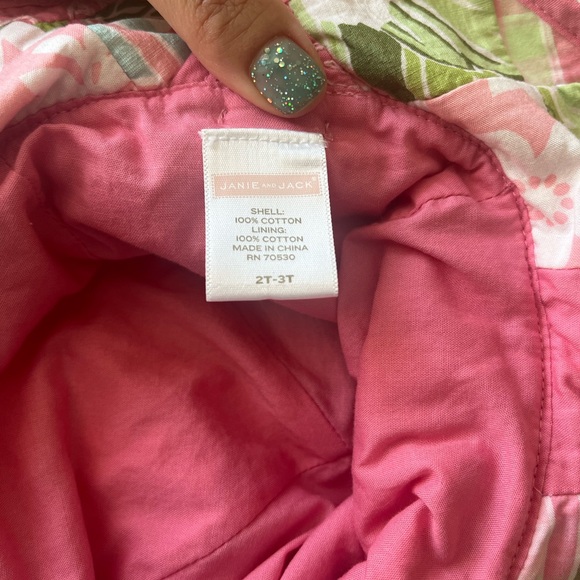 JANIE AND JACK®
SHELL:
100% COTTON
LINING:
100% COTTON
MADE IN CHINA
RN 70530
2T-3T